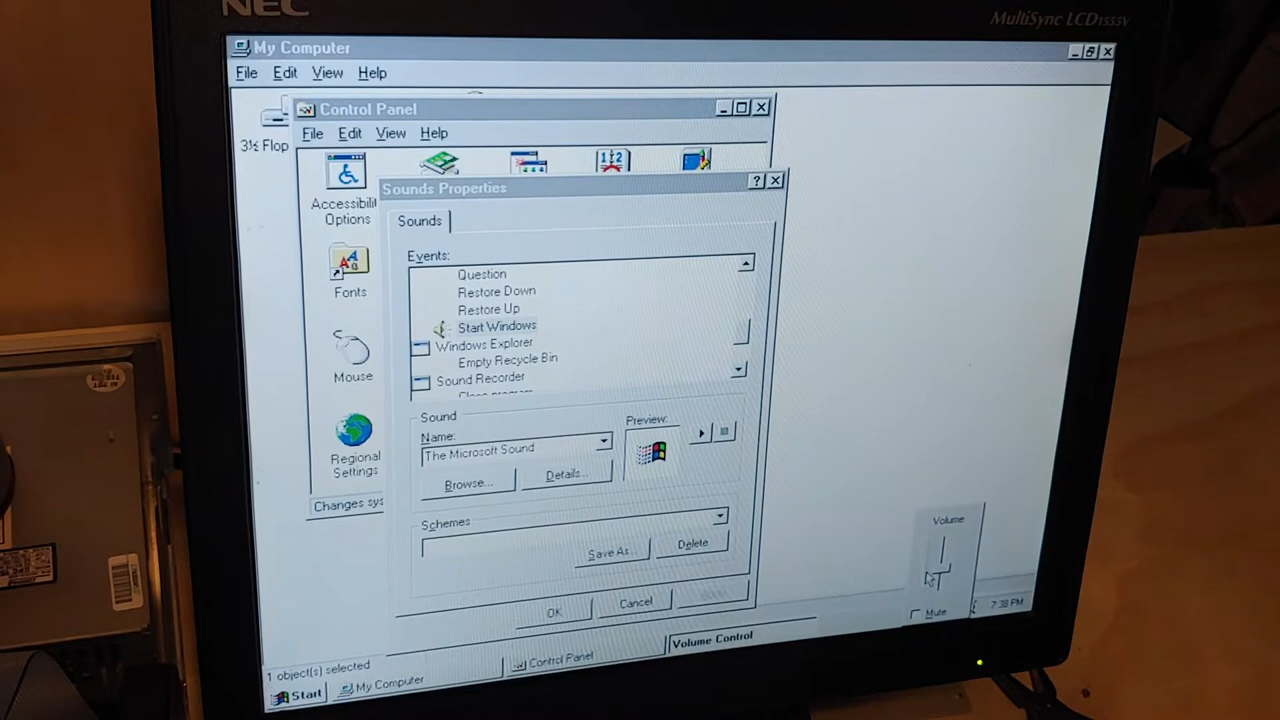 NEC
MultiSync LCD1555V
My Computer
File Edit View Help
3½ Flop
Control Panel
File Edit View Help
Accessibili
Options
Fonts
Mouse
Regional
Settings
Changes sys
Sounds Properties
Sounds
Events:
Question
Restore Down
Restore Up
Start Windows
Windows Explorer
Empty Recycle Bin
Sound Recorder
Sound
Name:
The Microsoft Sound
Browse... Details...
Preview:
Schemes
Save As... Delete
OK Cancel
Volume
Mute
1 object(s) selected
Start My Computer Control Panel Volume Control 7:38 PM